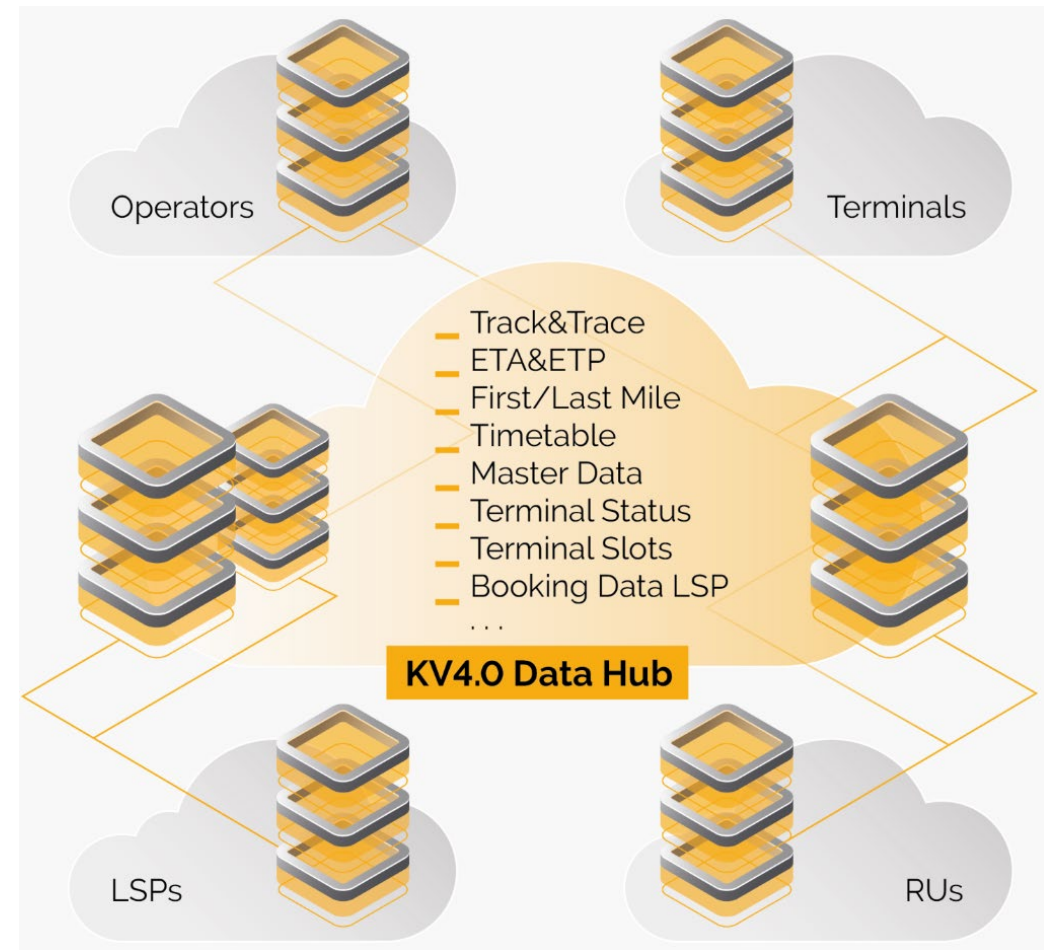 Operators
Terminals
Track&Trace
ETA&ETP
First/Last Mile
Timetable
Master Data
Terminal Status
Terminal Slots
Booking Data LSP
. . .
KV4.0 Data Hub
LSPs
RUs